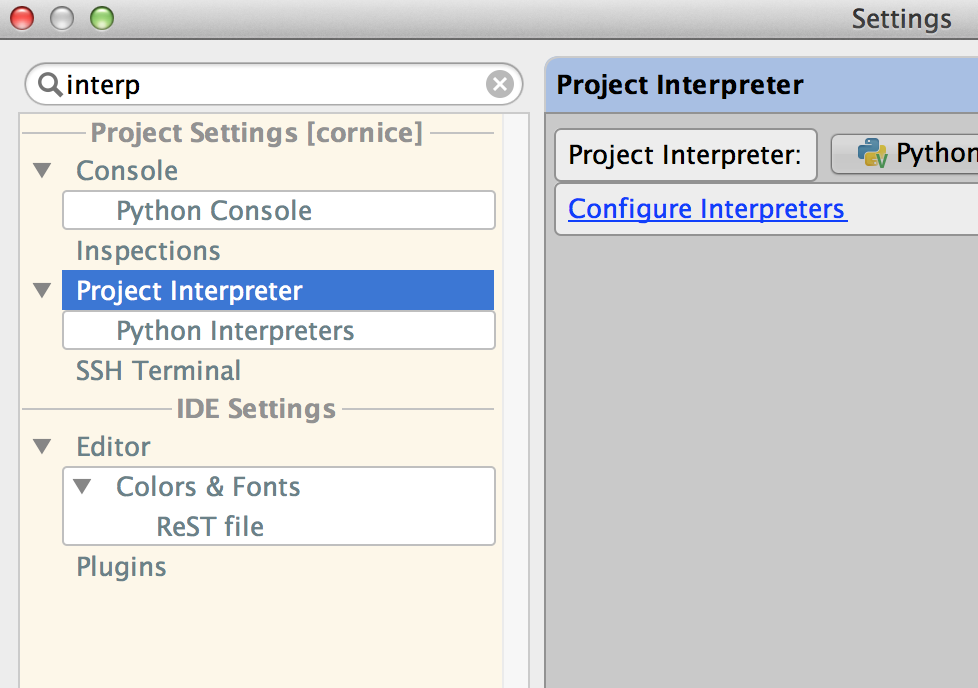 Settings
interp
Project Settings [cornice]
Console
Python Console
Inspections
Project Interpreter
Python Interpreters
SSH Terminal
IDE Settings
Editor
Colors & Fonts
ReST file
Plugins
Project Interpreter
Project Interpreter: Python
Configure Interpreters